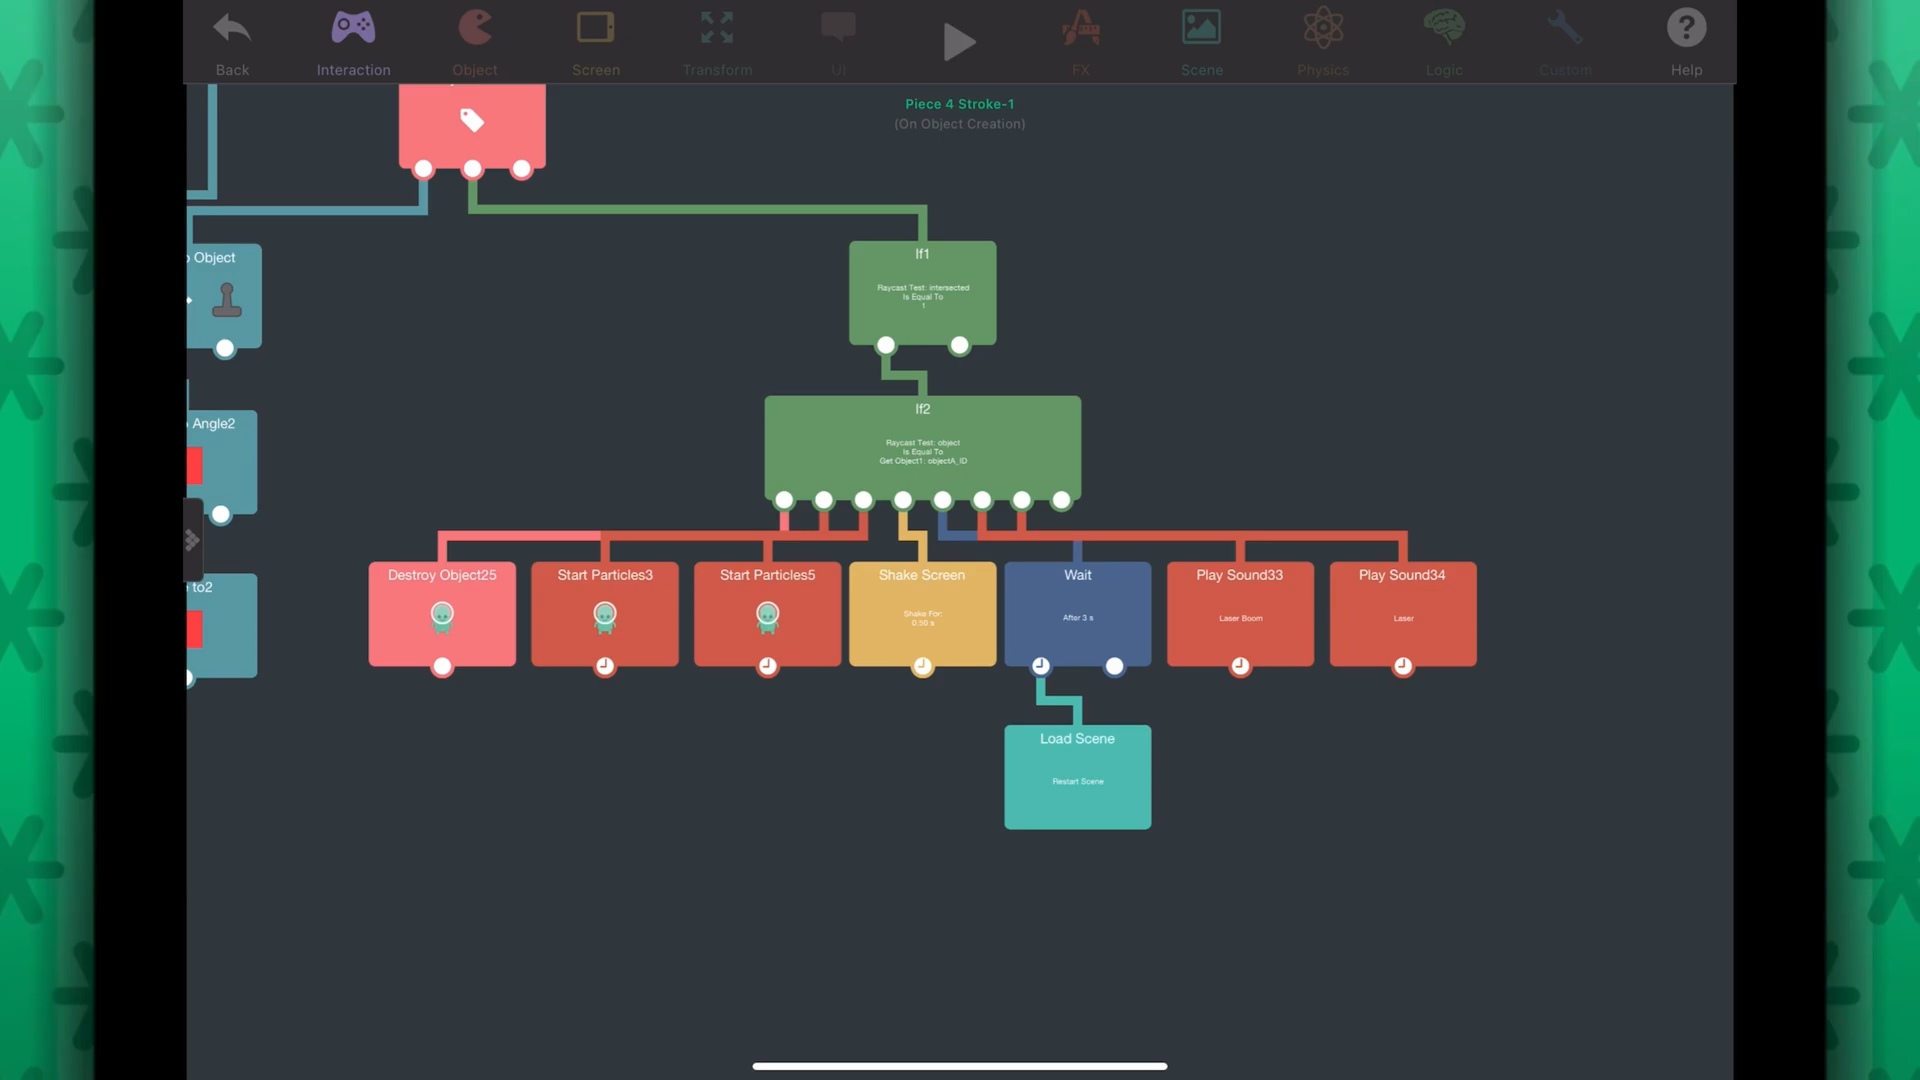 Back
Interaction
Object
Screen
Transform
UI
FX
Scene
Physics
Logic
Custom
Help
Piece 4 Stroke-1
(On Object Creation)
Object
If1
Raycast Test: intersected
Is Equal To
1
If2
Raycast Test: object
Is Equal To
Get Object1: objectA_ID
Angle2
to2
Destroy Object25
Start Particles3
Start Particles5
Shake Screen
Shake For:
0.50 s
Wait
After 3 s
Play Sound33
Laser Boom
Play Sound34
Laser
Load Scene
Restart Scene